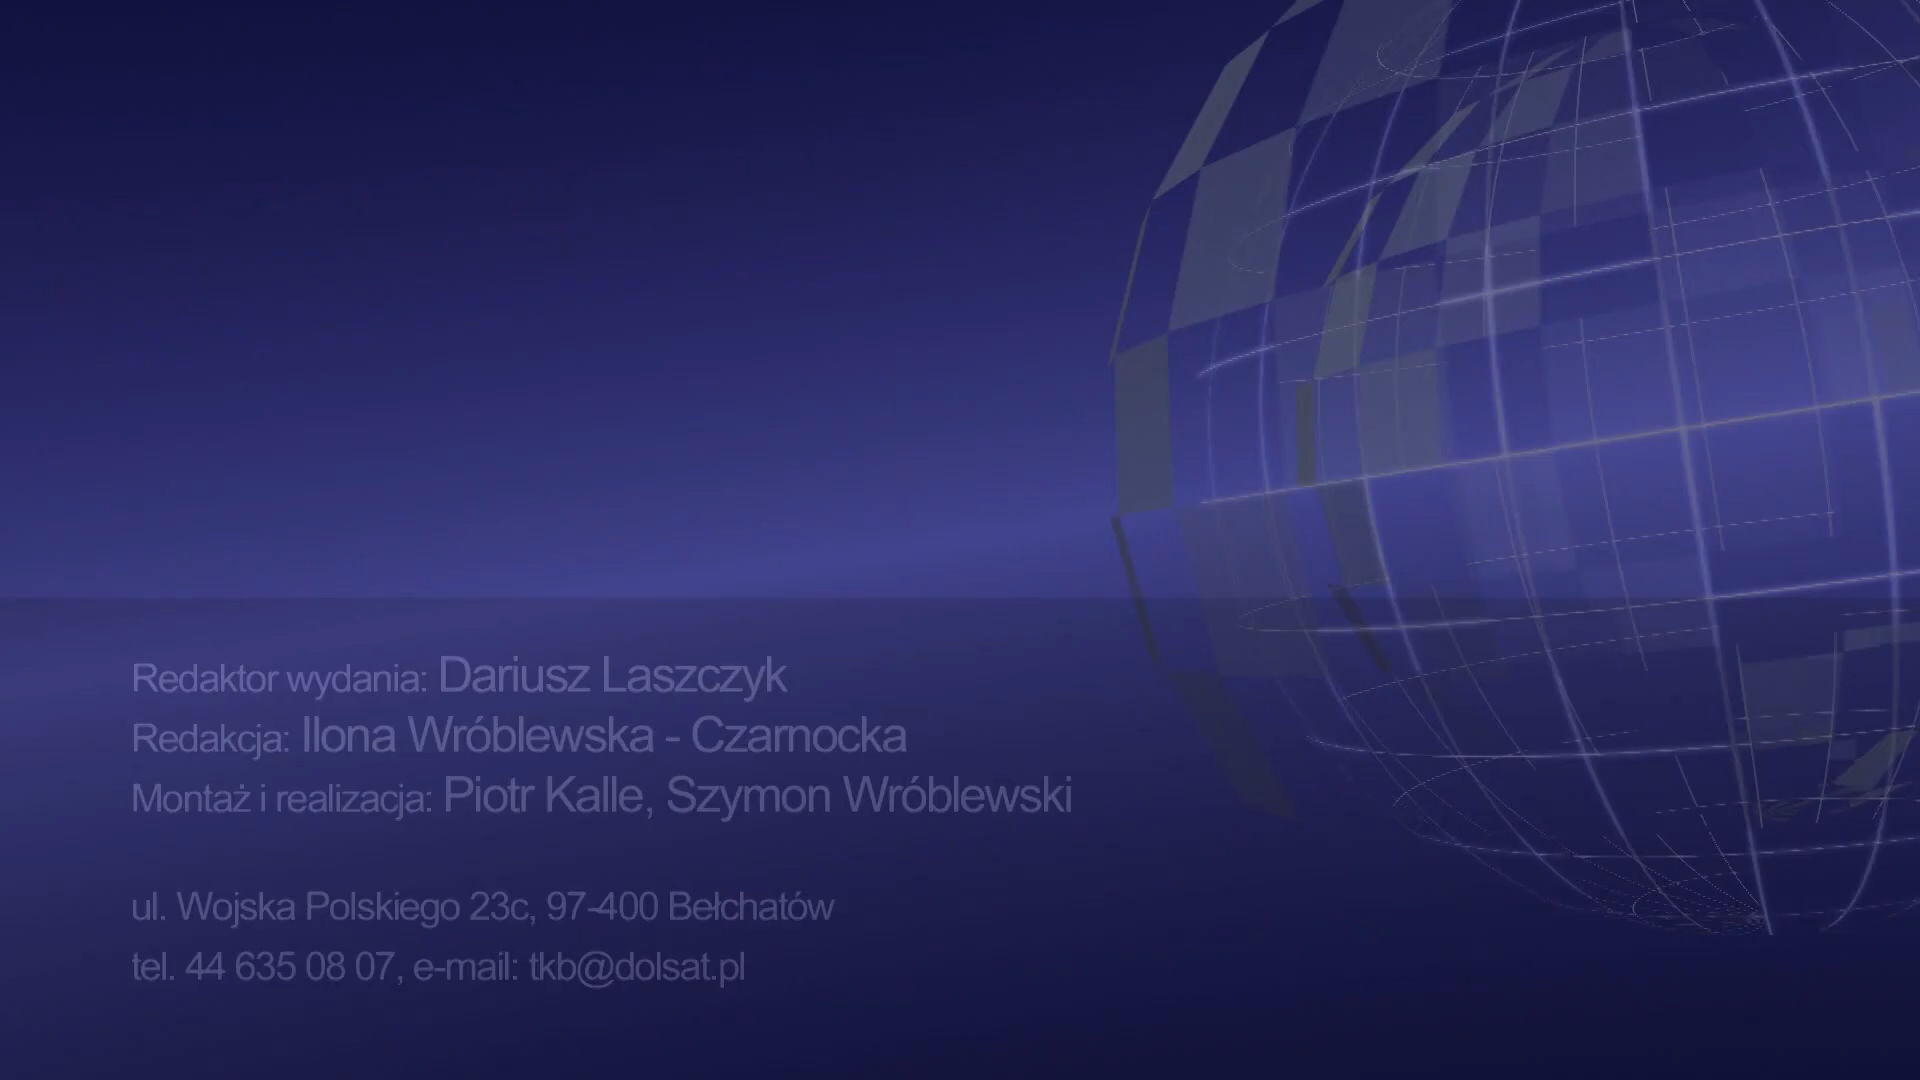 Redaktor wydania: Dariusz Laszczyk
Redakcja: Ilona Wróblewska - Czarnocka
Montaż i realizacja: Piotr Kalle, Szymon Wróblewski
ul. Wojska Polskiego 23c, 97-400 Bełchatów
tel. 44 635 08 07, e-mail: tkb@dolsat.pl